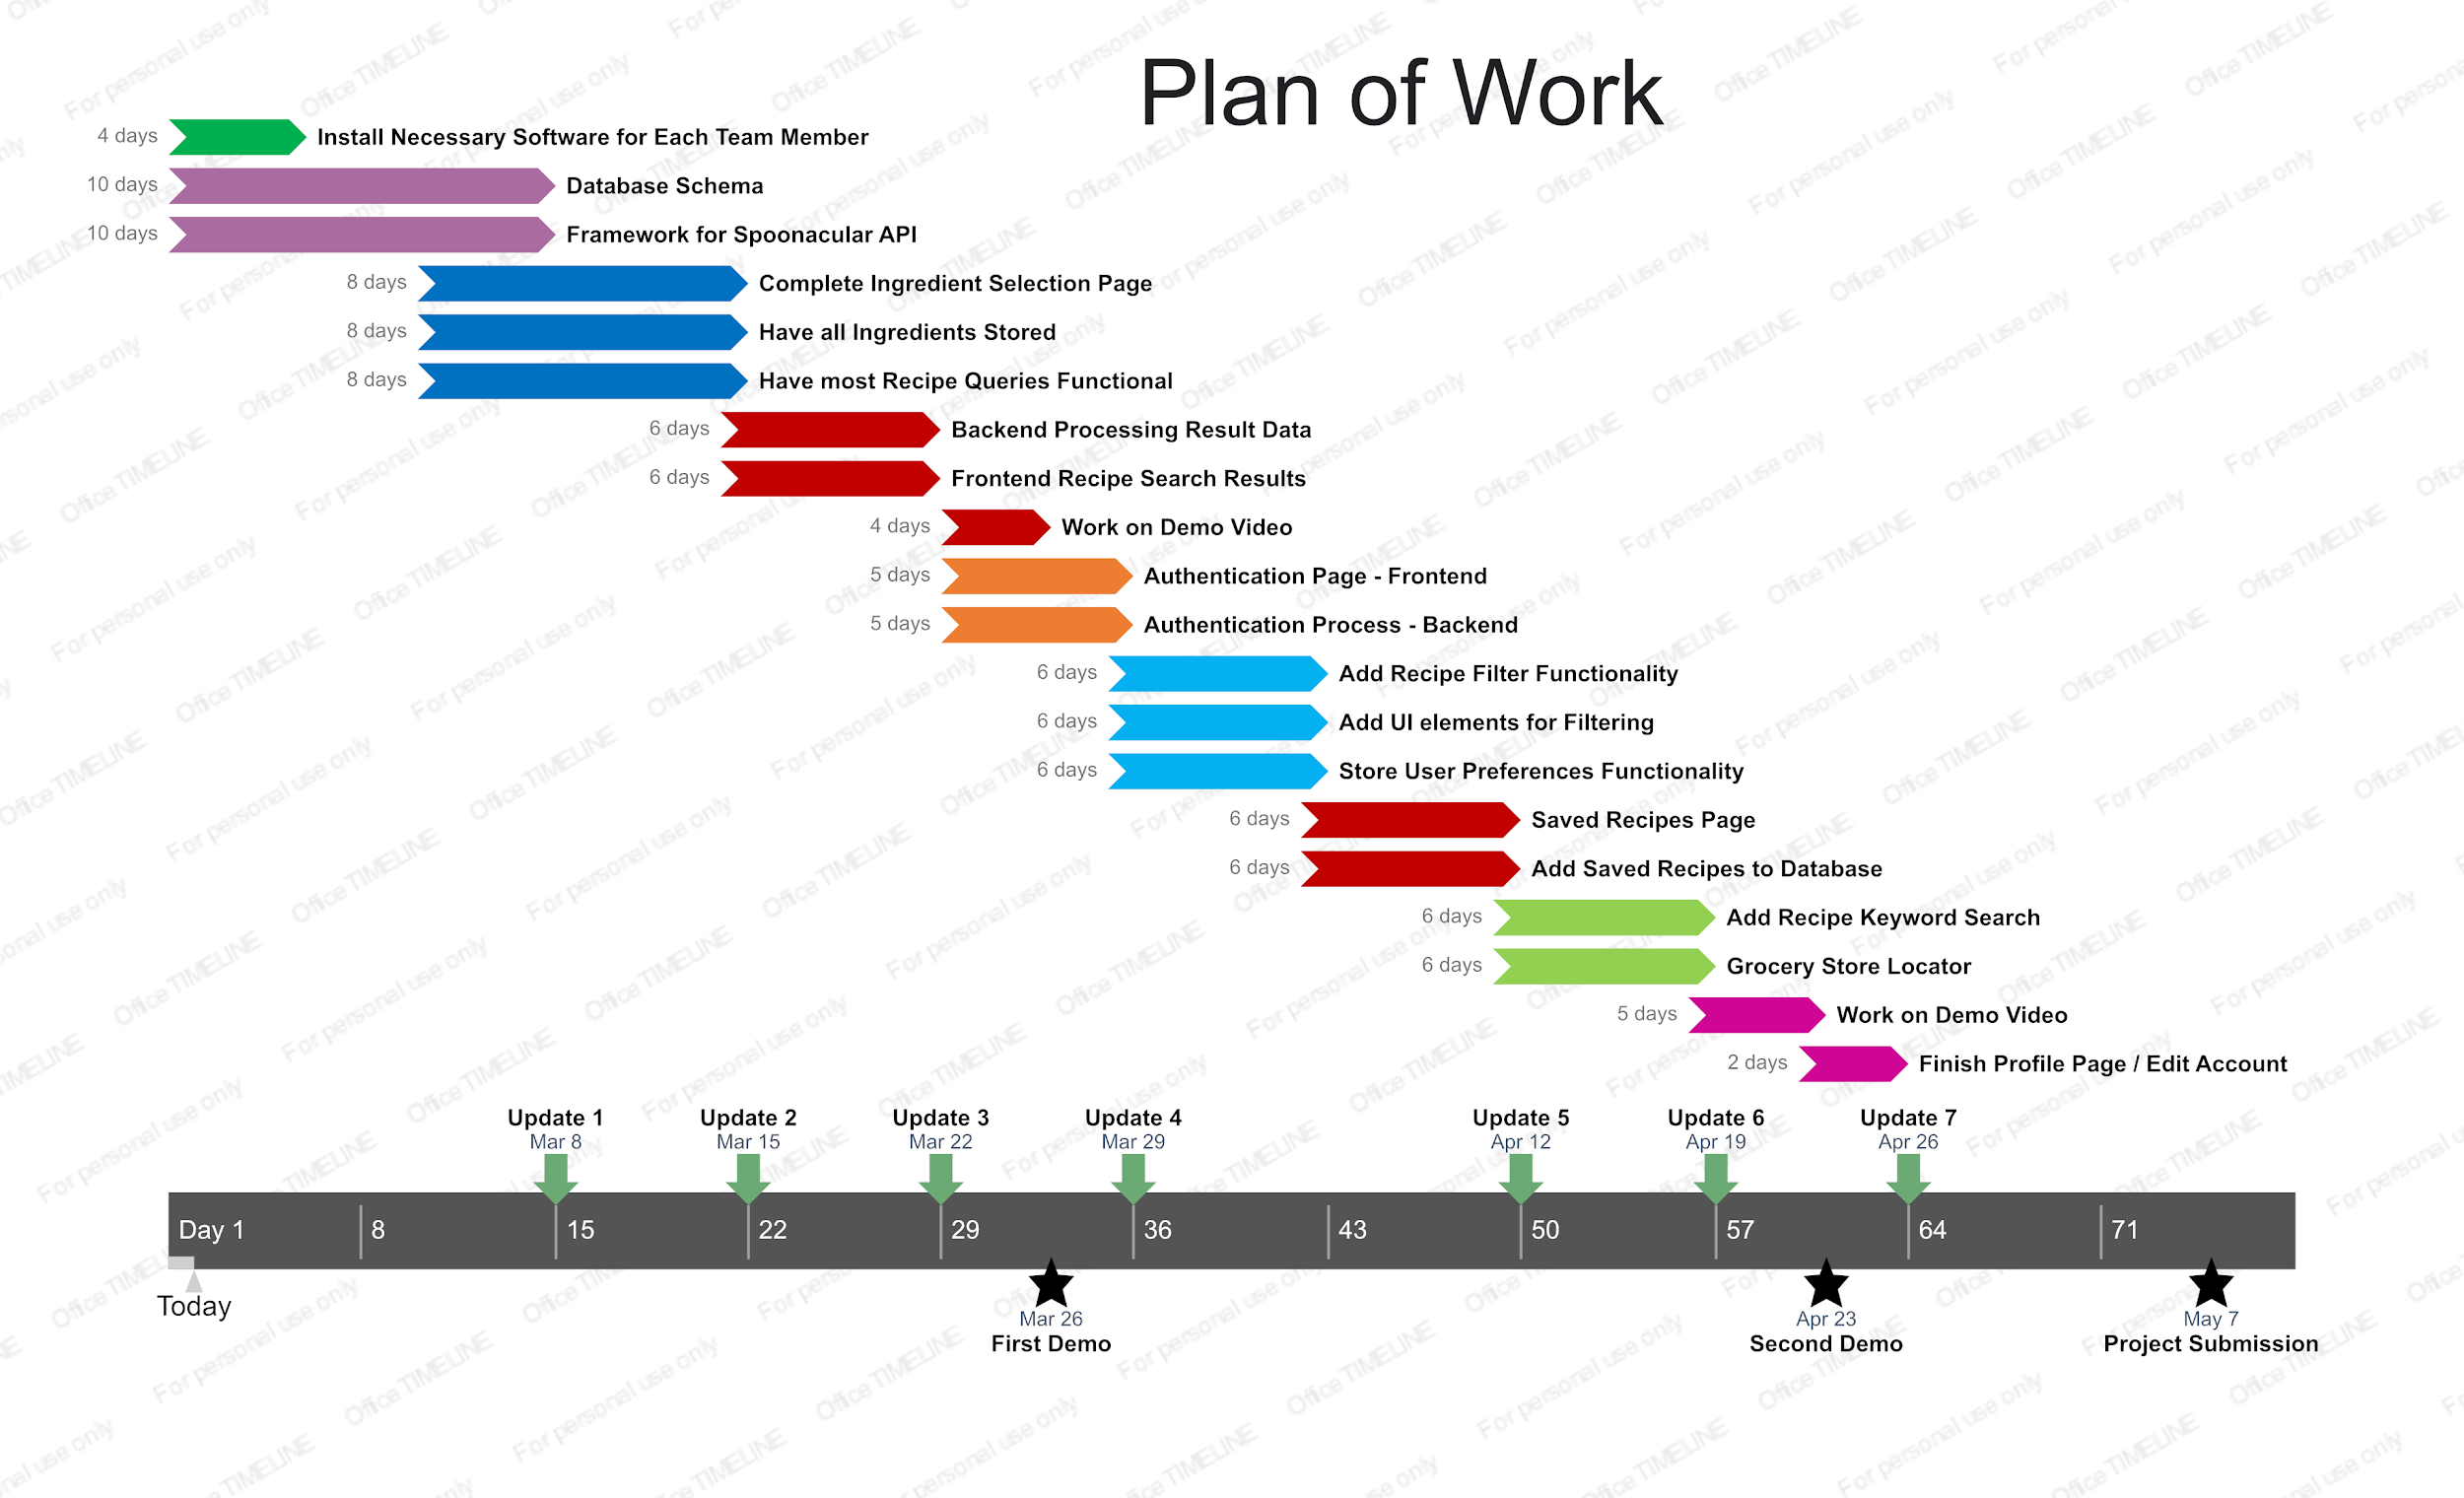 Plan of Work
4 days Install Necessary Software for Each Team Member
10 days Database Schema
10 days Framework for Spoonacular API
8 days Complete Ingredient Selection Page
8 days Have all Ingredients Stored
8 days Have most Recipe Queries Functional
6 days Backend Processing Result Data
6 days Frontend Recipe Search Results
4 days Work on Demo Video
5 days Authentication Page - Frontend
5 days Authentication Process - Backend
6 days Add Recipe Filter Functionality
6 days Add UI elements for Filtering
6 days Store User Preferences Functionality
6 days Saved Recipes Page
6 days Add Saved Recipes to Database
6 days Add Recipe Keyword Search
6 days Grocery Store Locator
5 days Work on Demo Video
2 days Finish Profile Page / Edit Account
Update 1 Update 2 Update 3 Update 4 Update 5 Update 6 Update 7
Mar 8 Mar 15 Mar 22 Mar 29 Apr 12 Apr 19 Apr 26
Day 1 8 15 22 29 36 43 50 57 64 71
Today
Mar 26 Apr 23 May 7
First Demo Second Demo Project Submission
For personal use only
Office TIMELINE